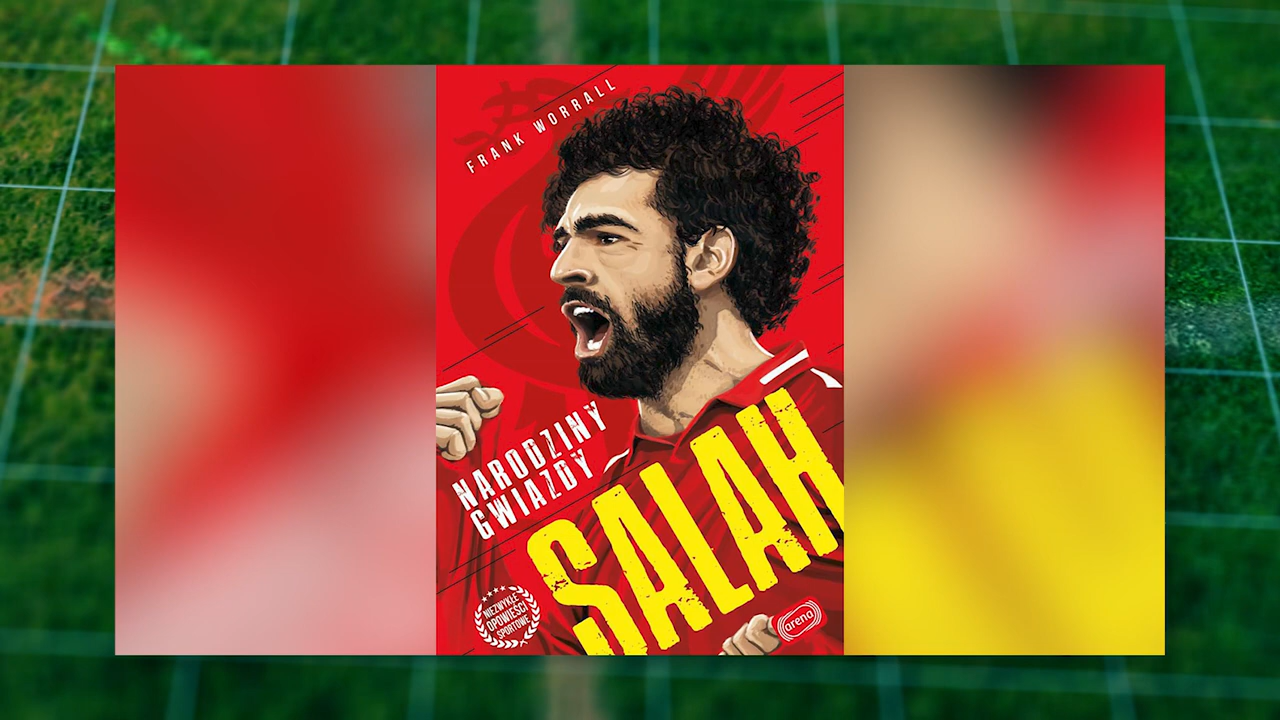 FRANK WORRALL
NARODZINY
GWIAZDY
SALAH
NIEZWYKŁE
OPOWIEŚCI
SPORTOWE
arena